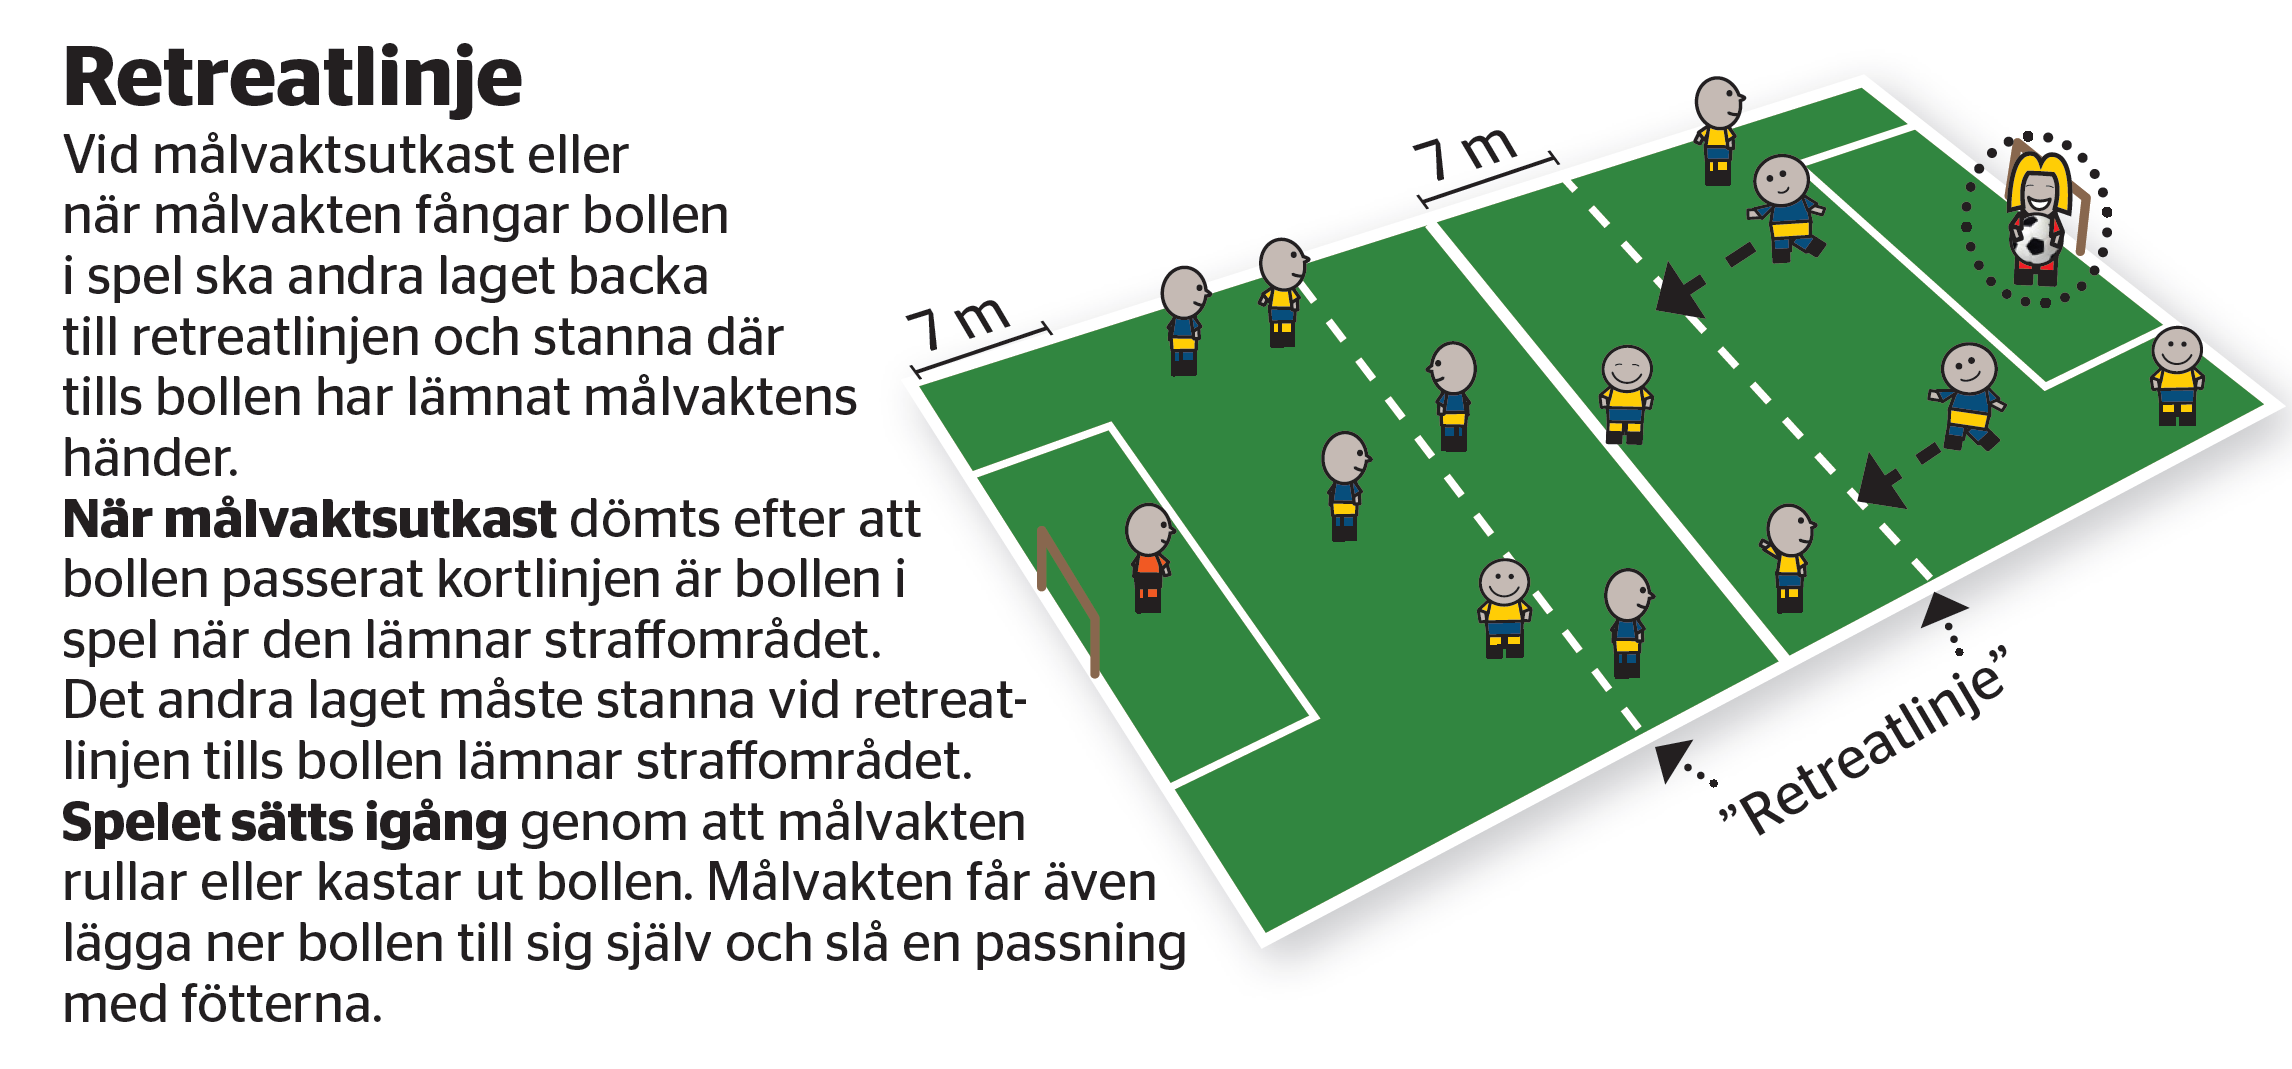 Retreatlinje
Vid målvaktsutkast eller
när målvakten fångar bollen
i spel ska andra laget backa
till retreatlinjen och stanna där
tills bollen har lämnat målvaktens
händer.
När målvaktsutkast dömts efter att
bollen passerat kortlinjen är bollen i
spel när den lämnar straffområdet.
Det andra laget måste stanna vid retreat-
linjen tills bollen lämnar straffområdet.
Spelet sätts igång genom att målvakten
rullar eller kastar ut bollen. Målvakten får även
lägga ner bollen till sig själv och slå en passning
med fötterna.
7 m
7 m
”Retreatlinje”